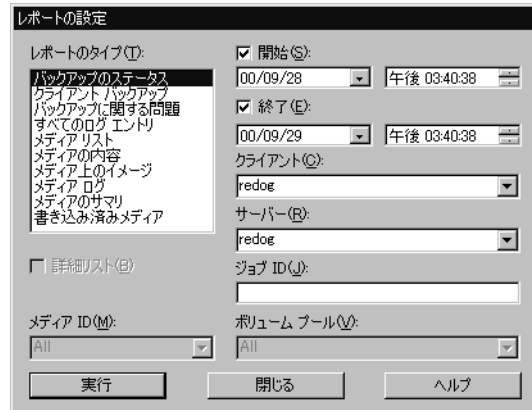 レポートの設定
レポートのタイプ(T):
バックアップのステータス
クライアント バックアップ
バックアップに関する問題
すべてのログ エントリ
メディア リスト
メディアの内容
メディア上のイメージ
メディア ログ
メディアのサマリ
書き込み済みメディア
詳細リスト(B)
メディア ID(M):
All
開始(S):
00/09/28 午後 03:40:38
終了(E):
00/09/29 午後 03:40:38
クライアント(C):
redog
サーバー(R):
redog
ジョブ ID(J):
ボリューム プール(V):
All
実行 閉じる ヘルプ